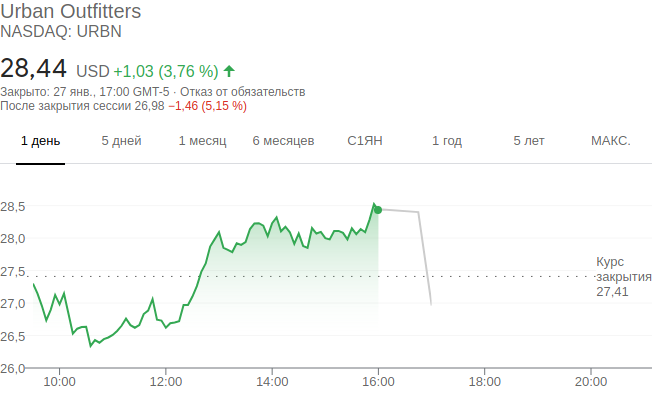 Urban Outfitters
NASDAQ: URBN
28,44 USD +1,03 (3,76 %)
Закрыто: 27 янв., 17:00 GMT-5 · Отказ от обязательств
После закрытия сессии 26,98 −1,46 (5,15 %)
1 день 5 дней 1 месяц 6 месяцев С1ЯН 1 год 5 лет МАКС.
28,5
28,0
27,5
27,0
26,5
26,0
Курс
закрытия
27,41
10:00 12:00 14:00 16:00 18:00 20:00